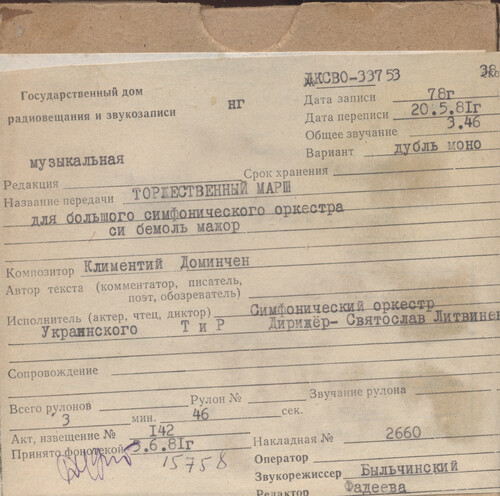 ДКСВО-33753
38
Государственный дом
радиовещания и звукозаписи
нг
Дата записи 78г
Дата переписи 20.5.81г
Общее звучание 3.46
Вариант дубль моно
музыкальная
Срок хранения
Редакция
Название передачи ТОРЖЕСТВЕННЫЙ МАРШ
для большого симфонического оркестра
си бемоль мажор
Композитор Климентий Доминчен
Автор текста (комментатор, писатель,
поэт, обозреватель)
Исполнитель (актер, чтец, диктор) Симфонический оркестр
Украинского Т и Р Дирижёр- Святослав Литвинен
Сопровождение
Всего рулонов Рулон № Звучание рулона
3 мин. 46 сек.
Акт, извещение № 142
Принято фонотекой 3.6.81г
15758
Накладная № 2660
Оператор
Звукорежиссер Быльчинский
Редактор Фадеева